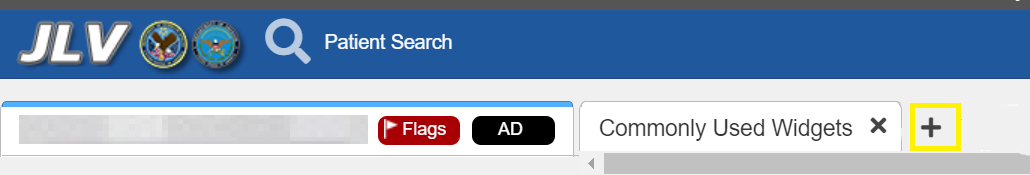 JLV Patient Search
Flags AD Commonly Used Widgets